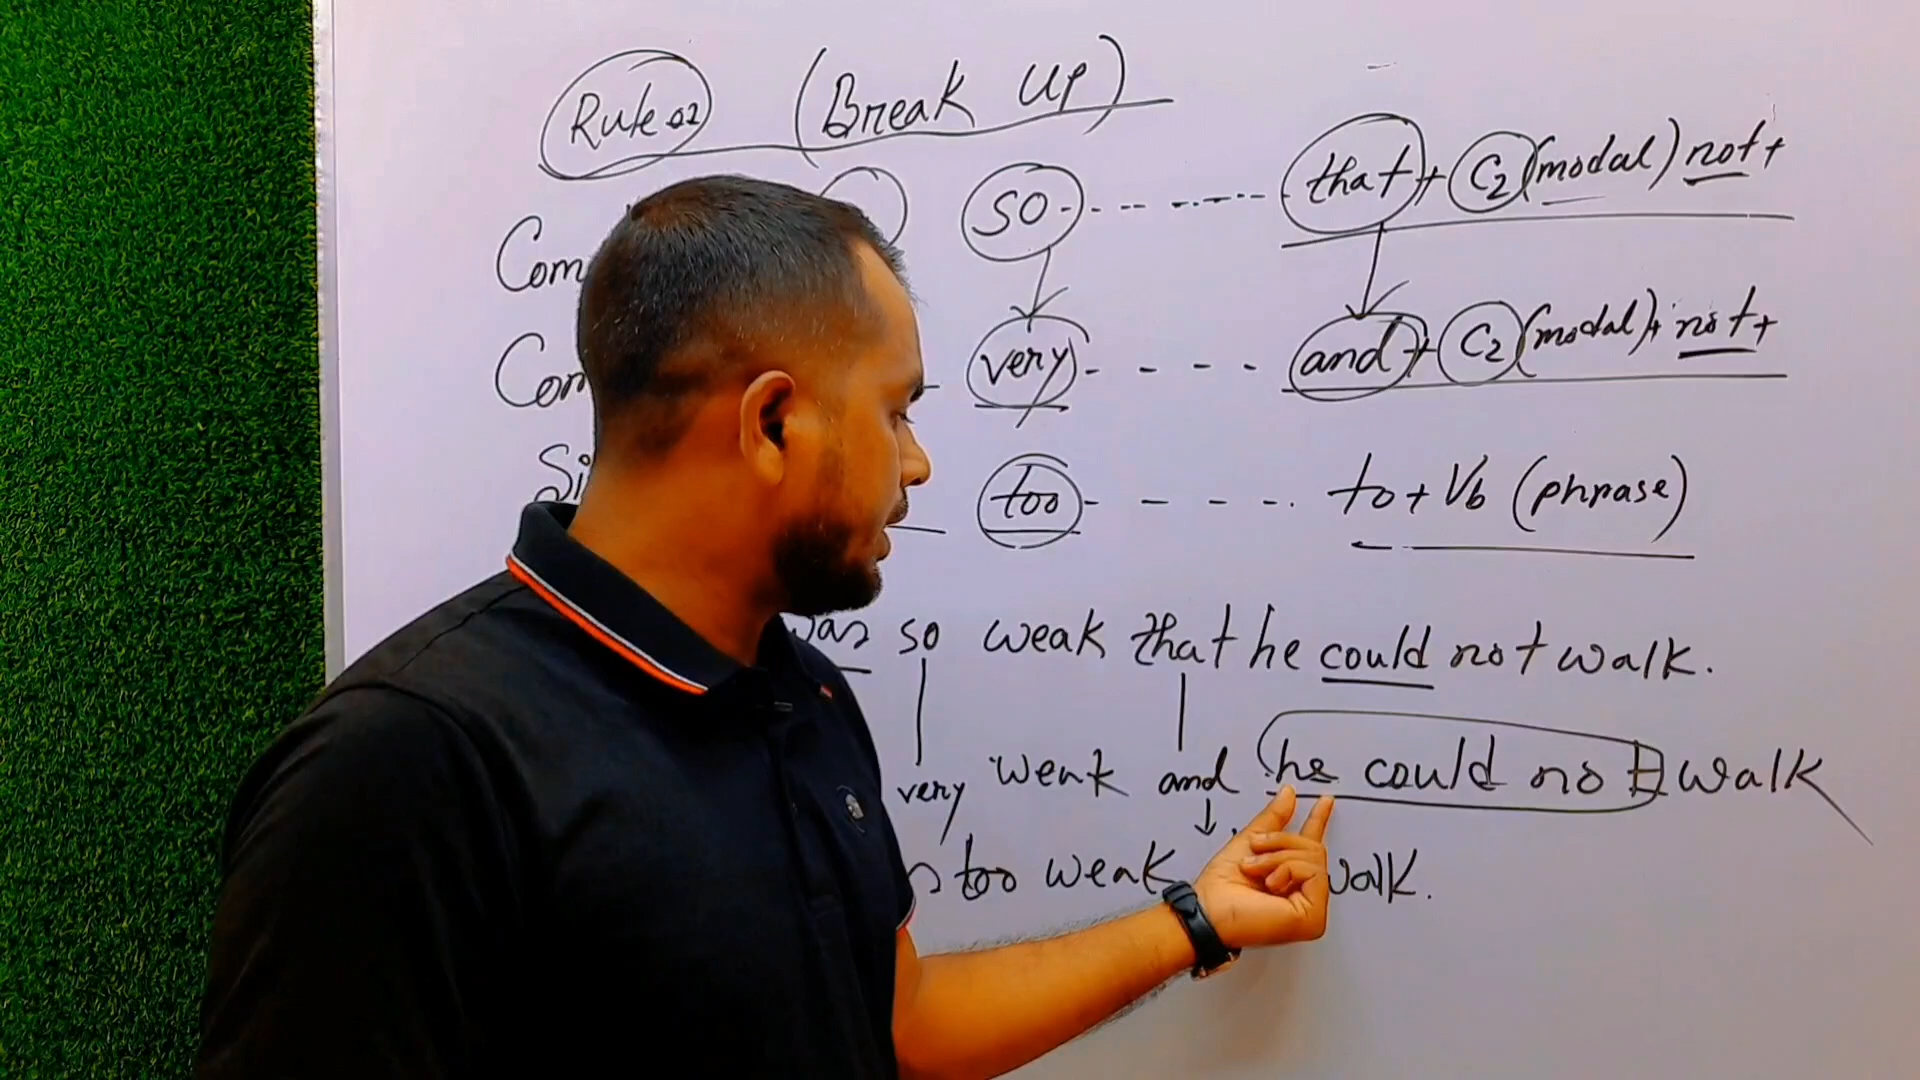 Rule 02 (Break Up)
Com so ------- that + C2 (modal) not +
Com very ---- and + C2 (modal) + not +
Si too ---- to + Vb (phrase)
was so weak that he could not walk.
very weak and he could not walk
too weak walk.